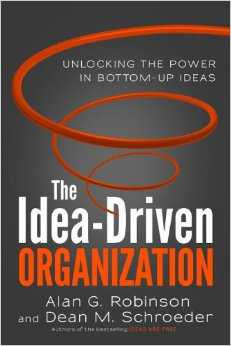 UNLOCKING THE POWER
IN BOTTOM-UP IDEAS
The
Idea-Driven
ORGANIZATION
Alan G. Robinson
and Dean M. Schroeder
Authors of the bestselling IDEAS ARE FREE